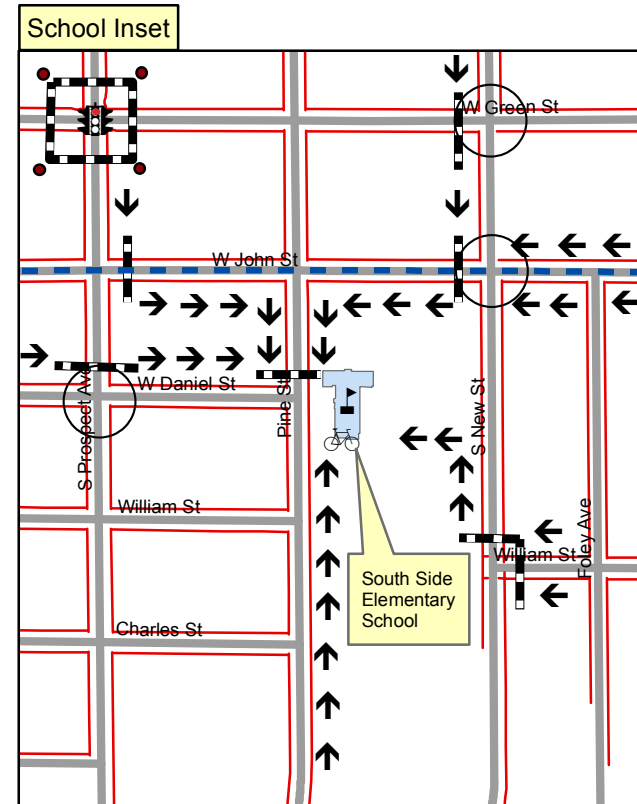 School Inset
W Green St
W John St
W Daniel St
S Prospect Ave
Pine St
S New St
William St
William St
Foley Ave
South Side
Elementary
School
Charles St